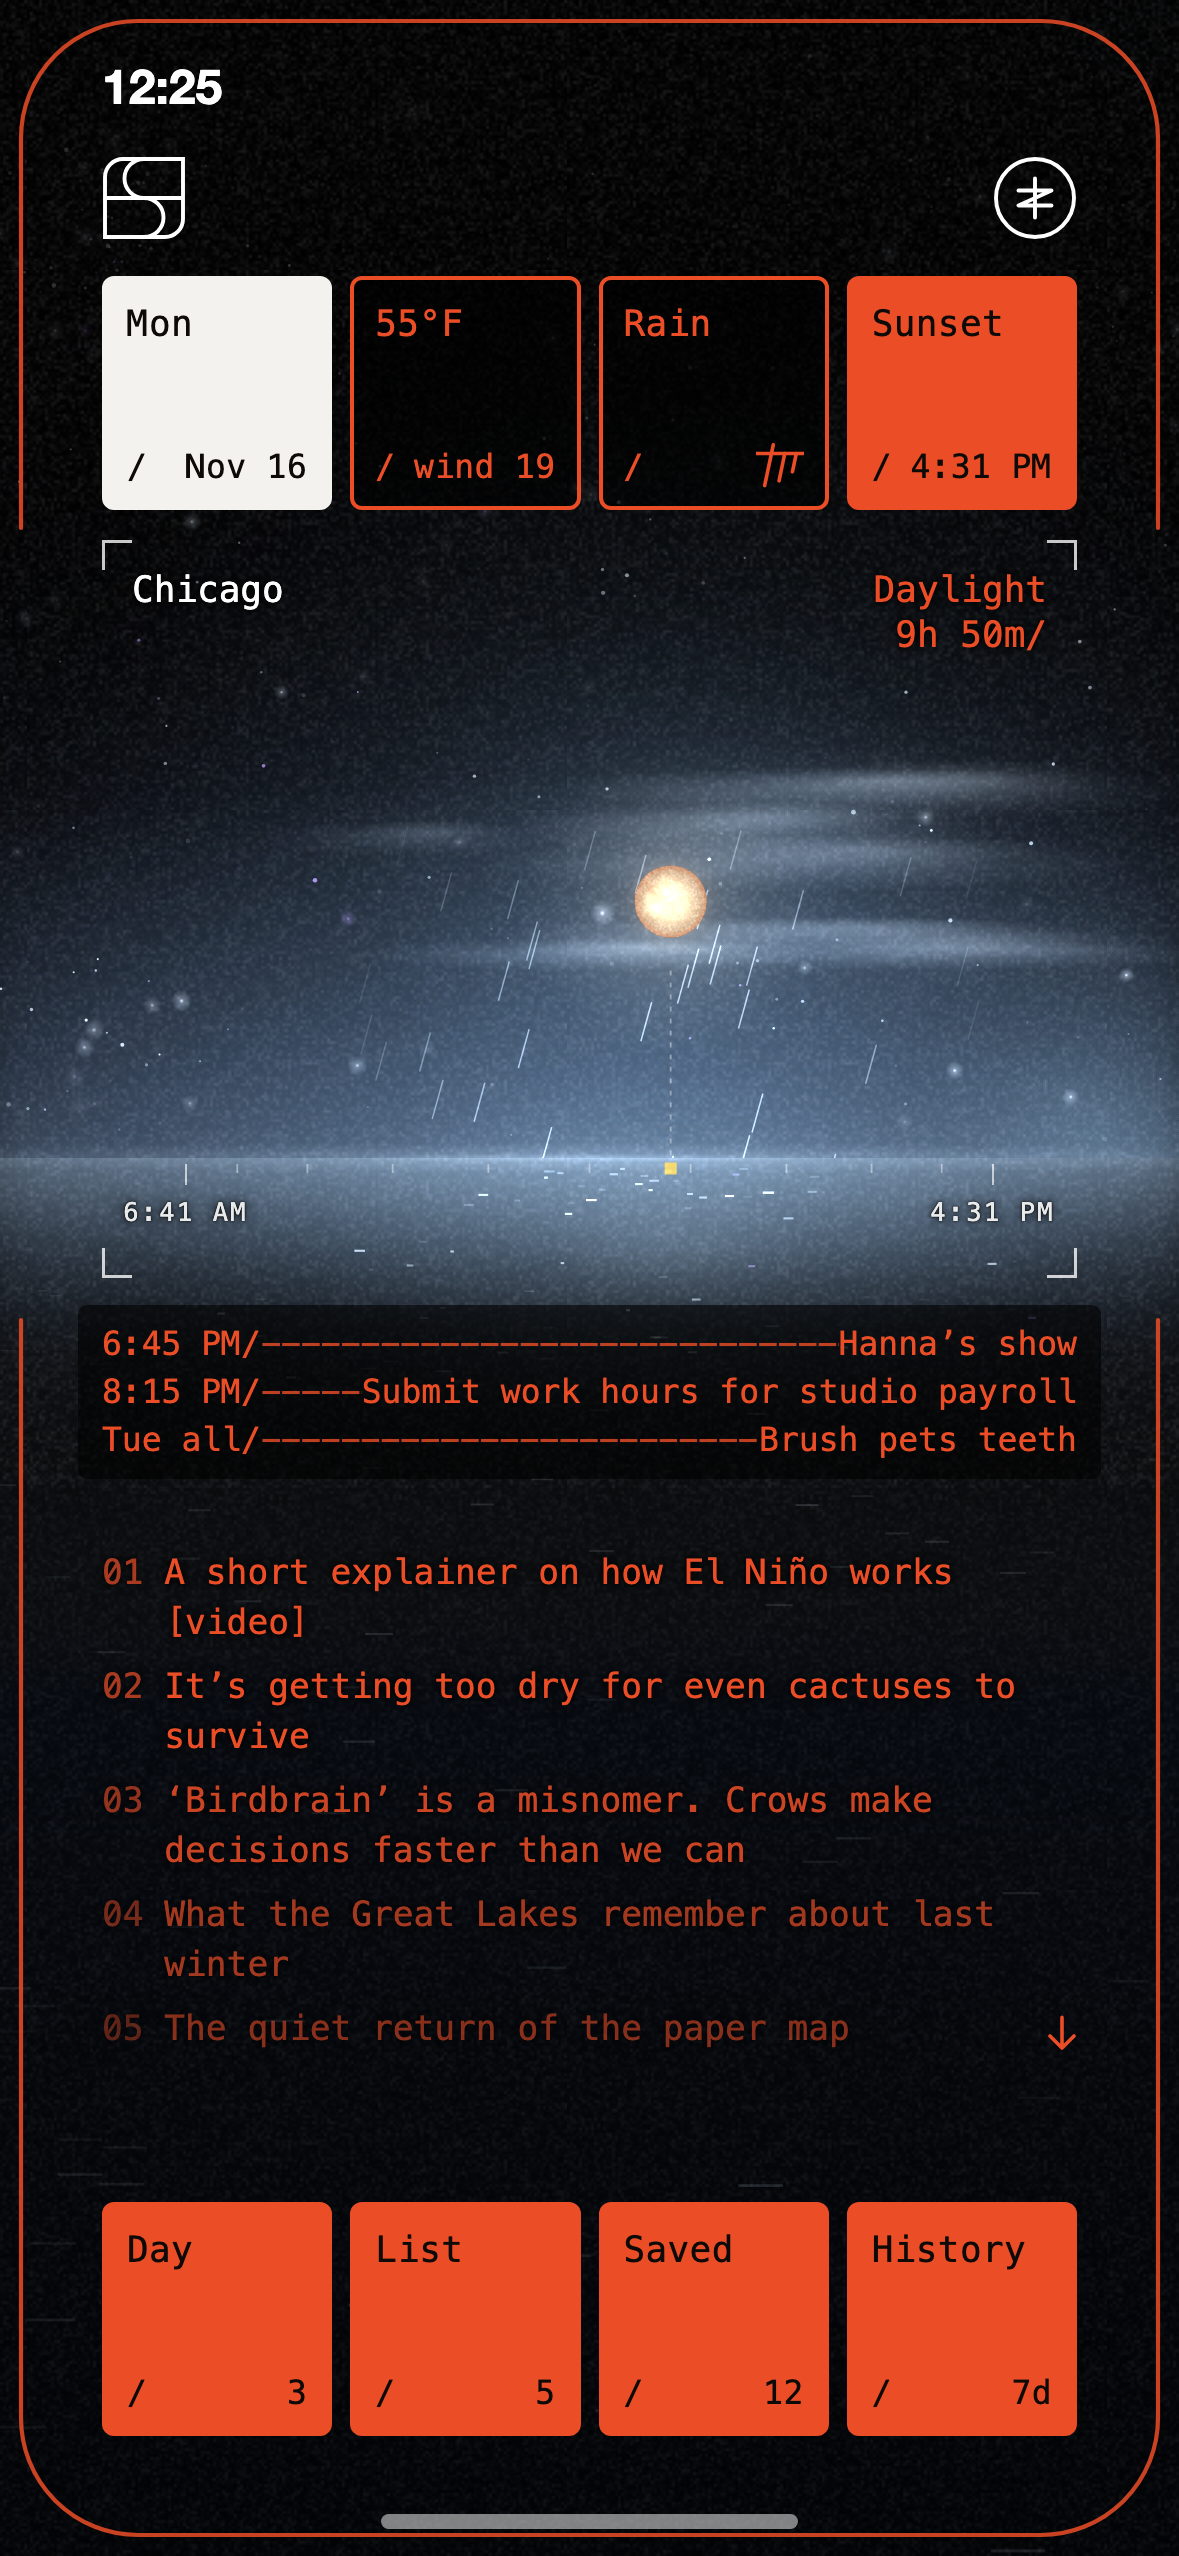 12:25
Mon
/ Nov 16
55°F
/ wind 19
Rain
/
Sunset
/ 4:31 PM
Chicago
Daylight
9h 50m/
6:41 AM
4:31 PM
6:45 PM/—————————————————————————————Hanna’s show
8:15 PM/—————Submit work hours for studio payroll
Tue all/—————————————————————————Brush pets teeth
01 A short explainer on how El Niño works
[video]
02 It’s getting too dry for even cactuses to
survive
03 ‘Birdbrain’ is a misnomer. Crows make
decisions faster than we can
04 What the Great Lakes remember about last
winter
05 The quiet return of the paper map
Day
/ 3
List
/ 5
Saved
/ 12
History
/ 7d